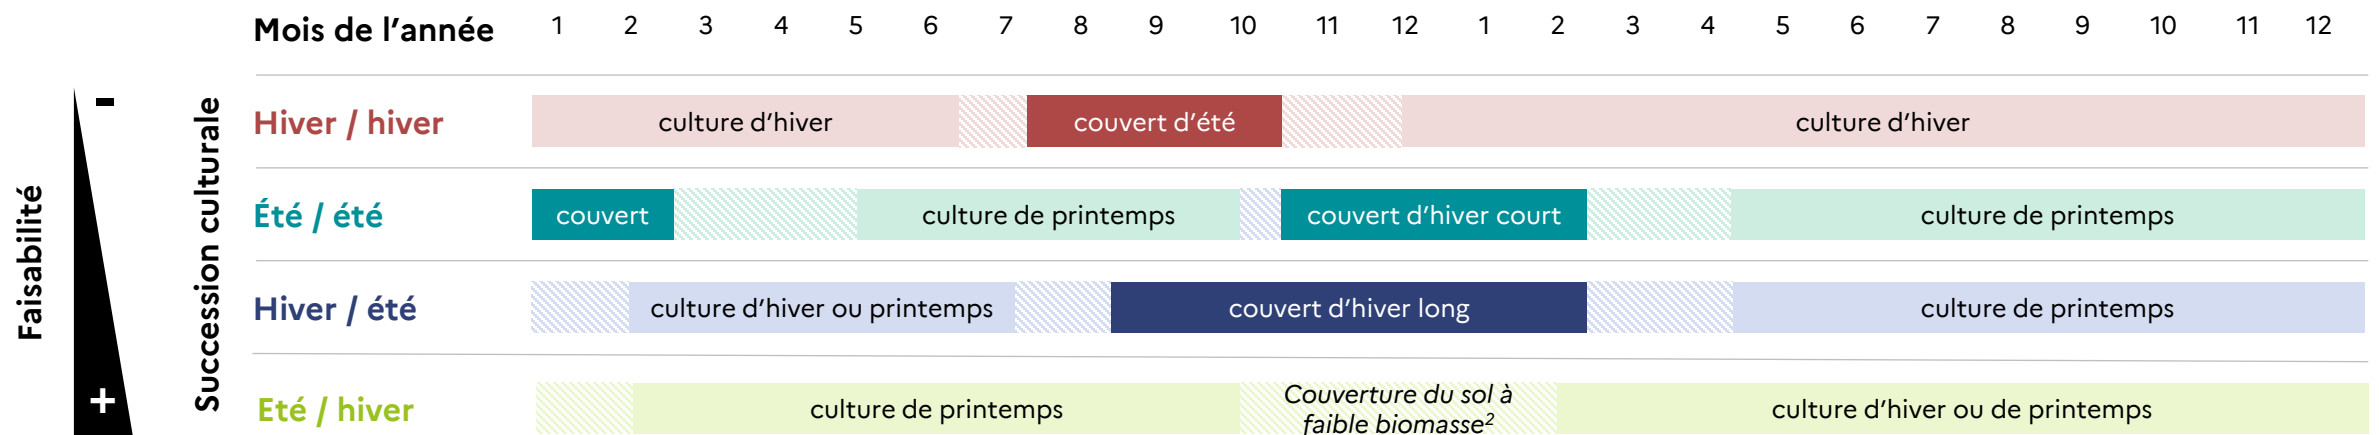 Mois de l’année 1 2 3 4 5 6 7 8 9 10 11 12 1 2 3 4 5 6 7 8 9 10 11 12
Faisabilité
-
+
Succession culturale
Hiver / hiver culture d’hiver couvert d’été culture d’hiver
Été / été couvert culture de printemps couvert d’hiver court culture de printemps
Hiver / été culture d’hiver ou printemps couvert d’hiver long culture de printemps
Eté / hiver culture de printemps Couverture du sol à
faible biomasse² culture d’hiver ou de printemps